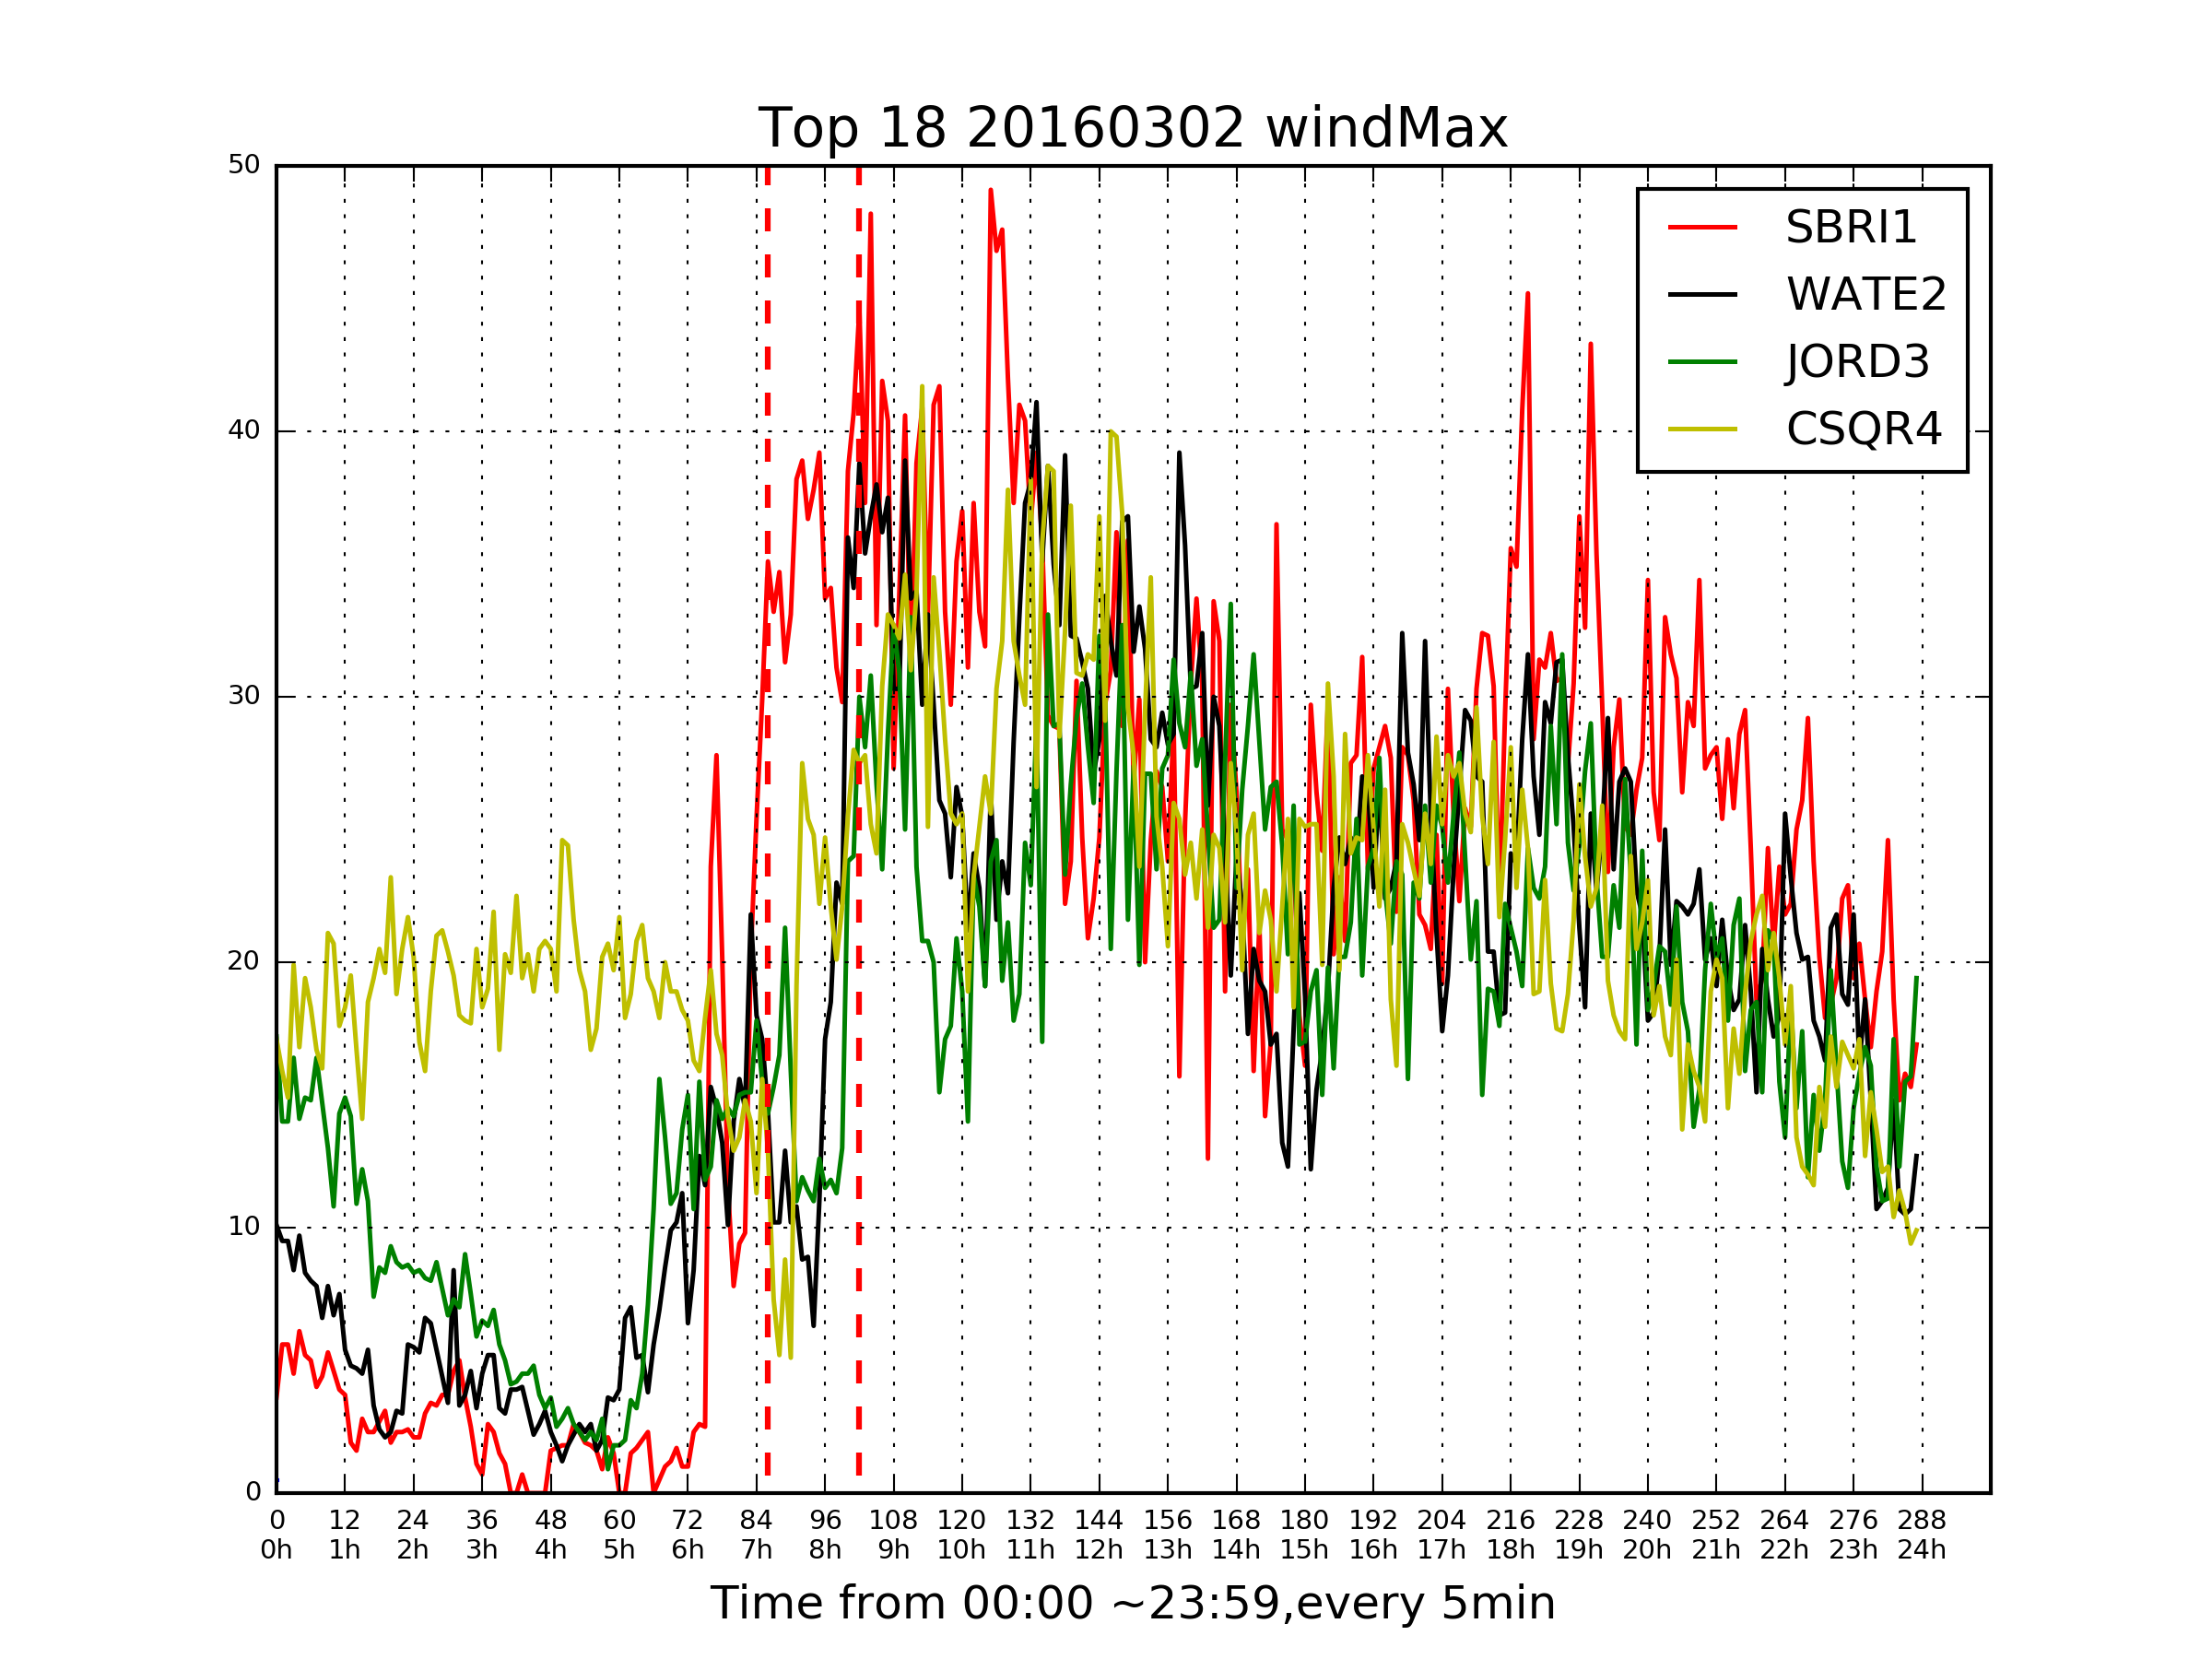 Top 18 20160302 windMax
50
40
30
20
10
0
SBRI1
WATE2
JORD3
CSQR4
0 12 24 36 48 60 72 84 96 108 120 132 144 156 168 180 192 204 216 228 240 252 264 276 288
0h 1h 2h 3h 4h 5h 6h 7h 8h 9h 10h 11h 12h 13h 14h 15h 16h 17h 18h 19h 20h 21h 22h 23h 24h
Time from 00:00 ~23:59,every 5min